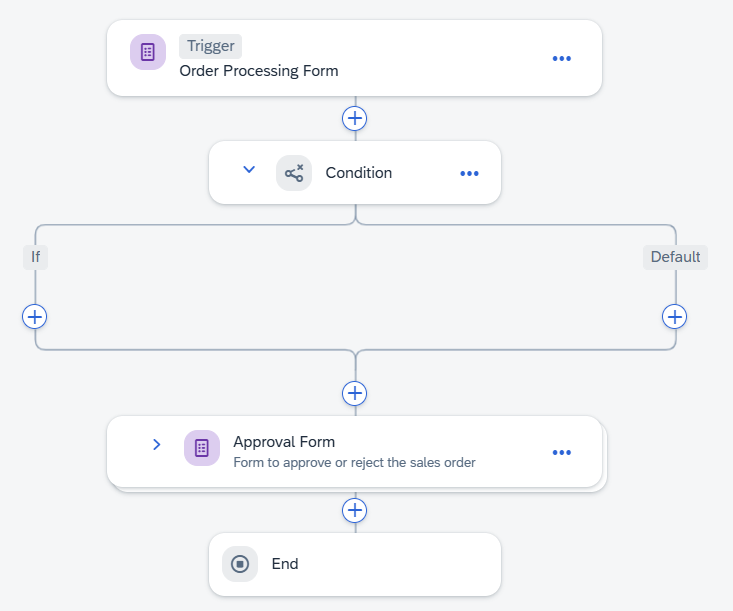 Trigger
Order Processing Form
Condition
If
Default
Approval Form
Form to approve or reject the sales order
End